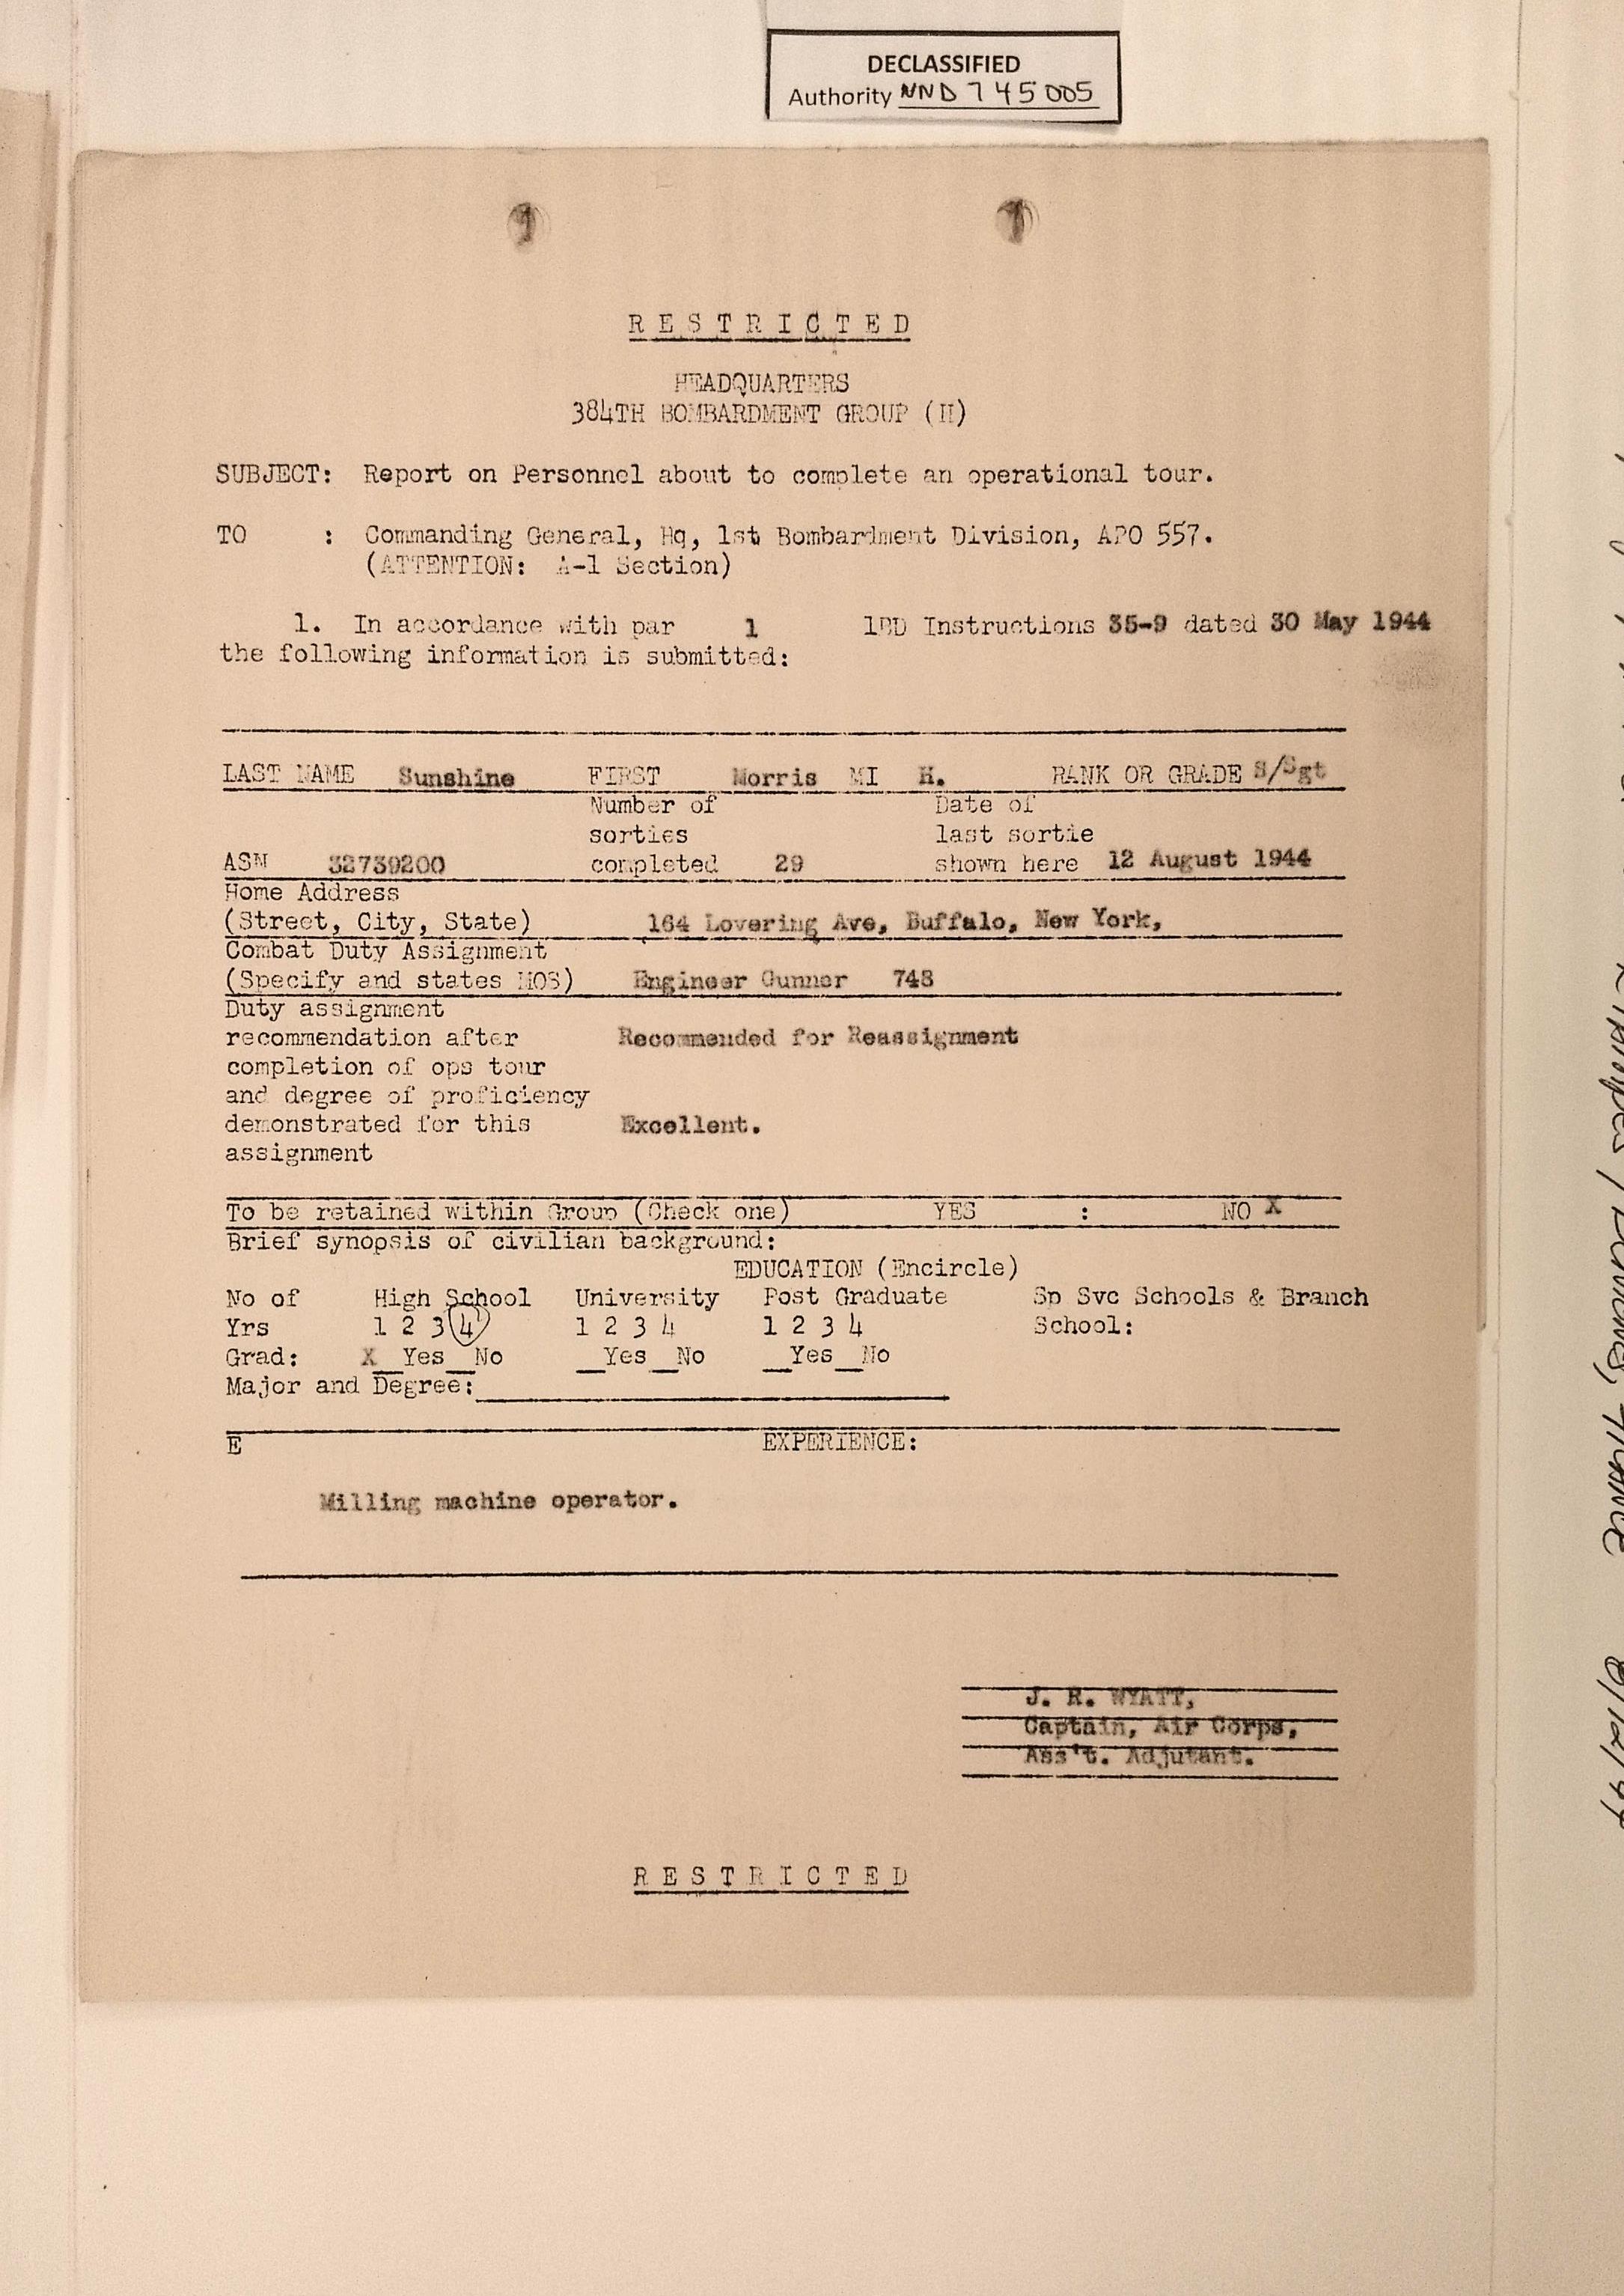 DECLASSIFIED
Authority NND 745005
RESTRICTED
HEADQUARTERS
384TH BOMBARDMENT GROUP (H)
SUBJECT: Report on Personnel about to complete an operational tour.
TO : Commanding General, Hq, 1st Bombardment Division, APO 557.
(ATTENTION: A-1 Section)
1. In accordance with par 1 1BD Instructions 35-9 dated 30 May 1944
the following information is submitted:
LAST NAME Sunshine FIRST Morris MI H. RANK OR GRADE S/Sgt
Number of Date of
sorties last sortie
ASN 32739200 completed 29 shown here 12 August 1944
Home Address
(Street, City, State) 164 Lovering Ave, Buffalo, New York,
Combat Duty Assignment
(Specify and states MOS) Engineer Gunner 748
Duty assignment
recommendation after Recommended for Reassignment
completion of ops tour
and degree of proficiency
demonstrated for this Excellent.
assignment
To be retained within Group (Check one) YES : NO X
Brief synopsis of civilian background:
EDUCATION (Encircle)
No of High School University Post Graduate Sp Svc Schools & Branch
Yrs 1 2 3 4 1 2 3 4 1 2 3 4 School:
Grad: X Yes __No __Yes __No __Yes __No
Major and Degree:
E EXPERIENCE:
Milling machine operator.
J. R. WYATT,
Captain, Air Corps,
Ass't. Adjutant.
RESTRICTED